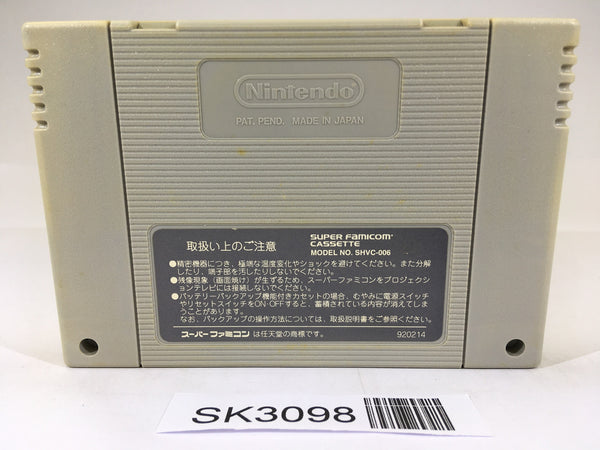 Nintendo
PAT. PEND. MADE IN JAPAN
取扱い上のご注意
SUPER FAMICOM
CASSETTE
MODEL NO. SHVC-006
●精密機器につき、極端な温度変化やショックを避けてください。また分解
したり、端子部を汚したりしないでください。
●残像現象（画面焼け）が生ずるため、スーパーファミコンをプロジェクシ
ョンテレビには接続しないでください。
●バッテリーバックアップ機能付きカセットの場合、むやみに電源スイッチ
やリセットスイッチをON・OFFすると、蓄積されている内容が消えてしま
うことがあります。
なお、バックアップの操作方法については、取扱説明書をご参照ください。
スーパーファミコン は任天堂の商標です。
920214
SK3098